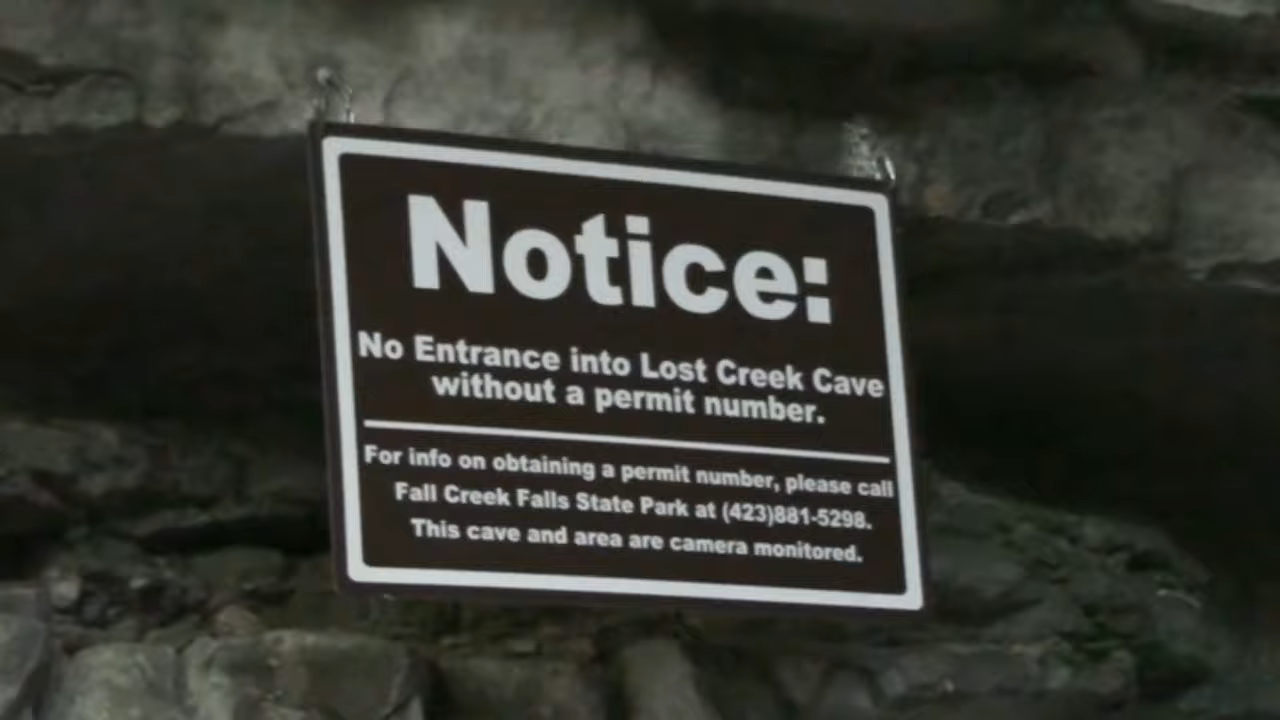 Notice:
No Entrance into Lost Creek Cave
without a permit number.
For info on obtaining a permit number, please call
Fall Creek Falls State Park at (423)881-5298.
This cave and area are camera monitored.